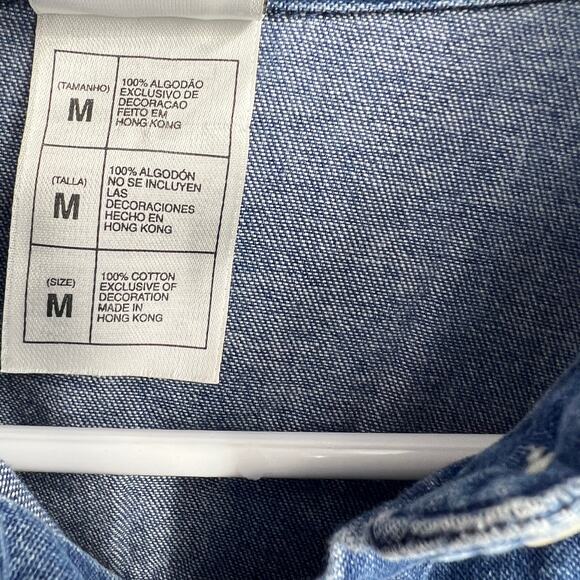 (TAMANHO)
M
100% ALGODÃO
EXCLUSIVO DE
DECORACAO
FEITO EM
HONG KONG
(TALLA)
M
100% ALGODÓN
NO SE INCLUYEN
LAS
DECORACIONES
HECHO EN
HONG KONG
(SIZE)
M
100% COTTON
EXCLUSIVE OF
DECORATION
MADE IN
HONG KONG